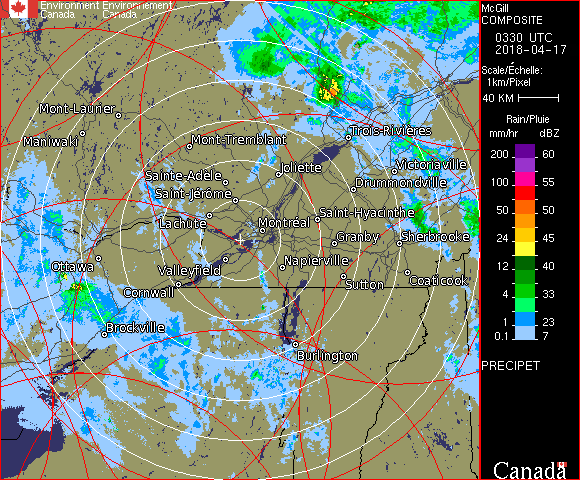 Environment Environnement
Canada Canada
McGill
COMPOSITE
0330 UTC
2018-04-17
Scale/Échelle:
1km/Pixel
40 KM
Rain/Pluie
mm/hr dBZ
200 60
100 55
50 50
24 45
12 40
4 33
1 23
0.1 7
PRECIPET
Canada
Mont-Laurier
Maniwaki
Mont-Tremblant
Trois-Rivières
Joliette
Victoriaville
Sainte-Adèle
Drummondville
Saint-Jérôme
Lachute
Saint-Hyacinthe
Montréal
Granby
Sherbrooke
Ottawa
Valleyfield
Napierville
Coaticook
Cornwall
Sutton
Brockville
Burlington